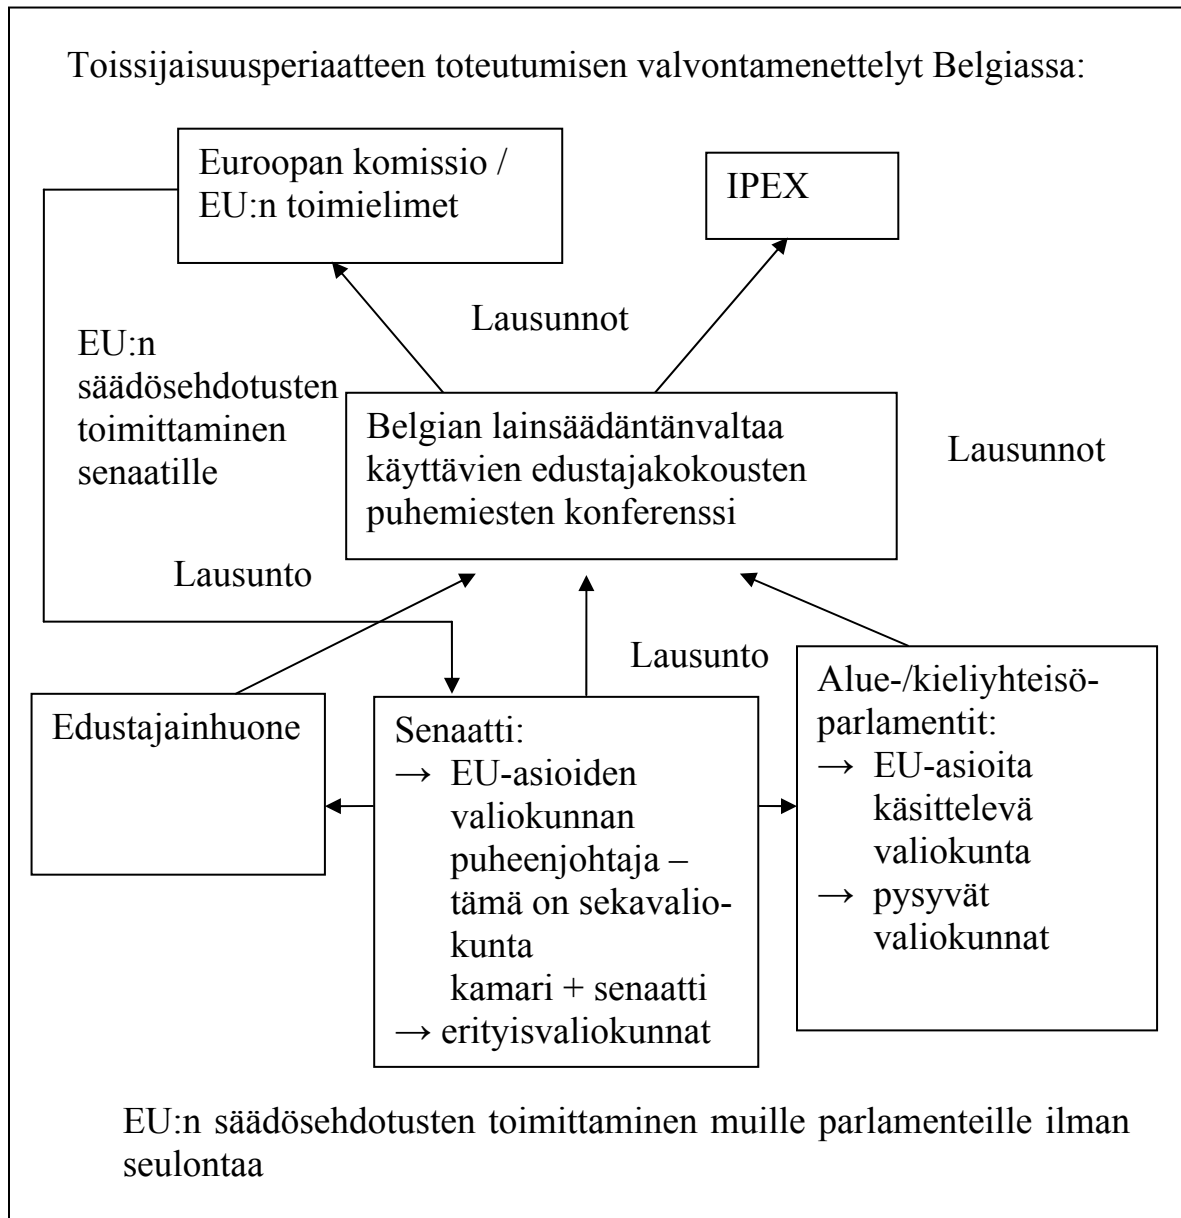 Toissijaisuusperiaatteen toteutumisen valvontamenettelyt Belgiassa:
Euroopan komissio /
EU:n toimielimet
IPEX
Lausunnot
EU:n
säädösehdotusten
toimittaminen
senaatille
Belgian lainsäädäntänvaltaa
käyttävien edustajakokousten
puhemiesten konferenssi
Lausunnot
Lausunto
Lausunto
Edustajainhuone
Senaatti:
→ EU-asioiden
valiokunnan
puheenjohtaja –
tämä on sekavalio-
kunta
kamari + senaatti
→ erityisvaliokunnat
Alue-/kieliyhteisö-
parlamentit:
→ EU-asioita
käsittelevä
valiokunta
→ pysyvät
valiokunnat
EU:n säädösehdotusten toimittaminen muille parlamenteille ilman
seulontaa